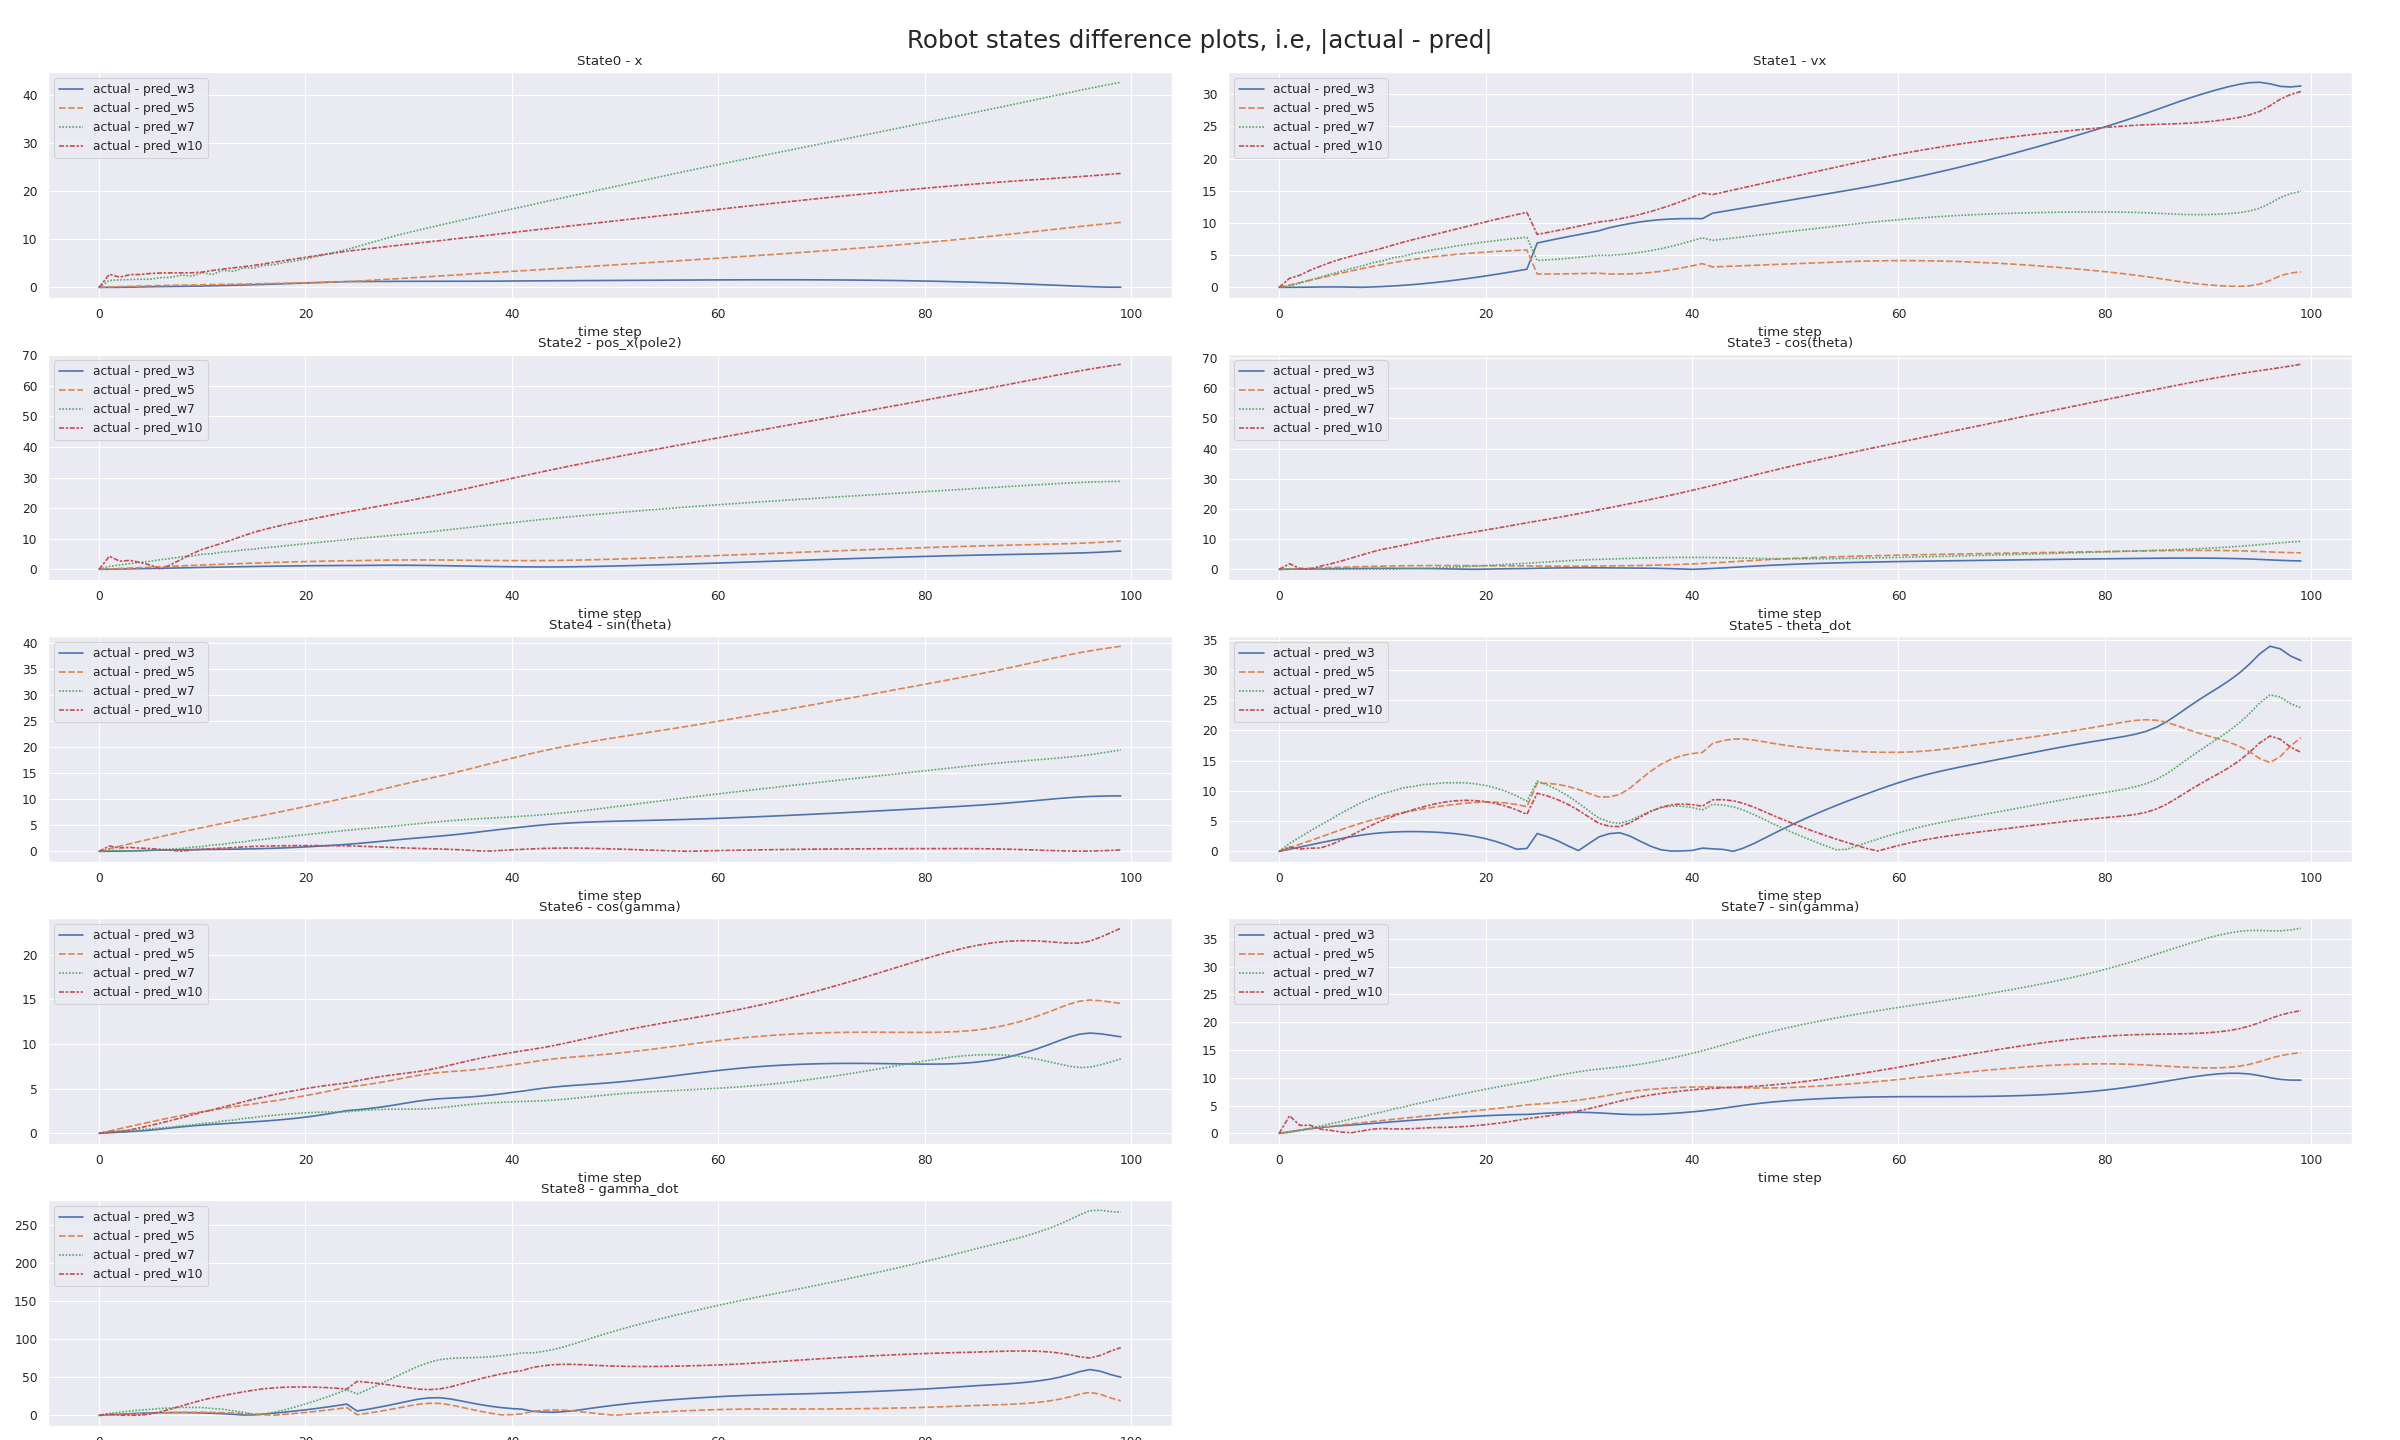 Robot states difference plots, i.e, |actual - pred|
State0 - x
actual - pred_w3
actual - pred_w5
actual - pred_w7
actual - pred_w10
40
30
20
10
0
0 20 40 60 80 100
time step
State1 - vx
actual - pred_w3
actual - pred_w5
actual - pred_w7
actual - pred_w10
30
25
20
15
10
5
0
0 20 40 60 80 100
time step
State2 - pos_x(pole2)
actual - pred_w3
actual - pred_w5
actual - pred_w7
actual - pred_w10
70
60
50
40
30
20
10
0
0 20 40 60 80 100
time step
State3 - cos(theta)
actual - pred_w3
actual - pred_w5
actual - pred_w7
actual - pred_w10
70
60
50
40
30
20
10
0
0 20 40 60 80 100
time step
State4 - sin(theta)
actual - pred_w3
actual - pred_w5
actual - pred_w7
actual - pred_w10
40
35
30
25
20
15
10
5
0
0 20 40 60 80 100
time step
State5 - theta_dot
actual - pred_w3
actual - pred_w5
actual - pred_w7
actual - pred_w10
35
30
25
20
15
10
5
0
0 20 40 60 80 100
time step
State6 - cos(gamma)
actual - pred_w3
actual - pred_w5
actual - pred_w7
actual - pred_w10
20
15
10
5
0
0 20 40 60 80 100
time step
State7 - sin(gamma)
actual - pred_w3
actual - pred_w5
actual - pred_w7
actual - pred_w10
35
30
25
20
15
10
5
0
0 20 40 60 80 100
time step
State8 - gamma_dot
actual - pred_w3
actual - pred_w5
actual - pred_w7
actual - pred_w10
250
200
150
100
50
0